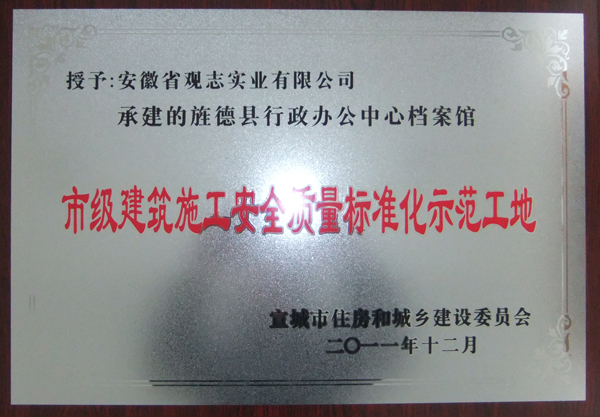 授予:安徽省观志实业有限公司
承建的旌德县行政办公中心档案馆
市级建筑施工安全质量标准化示范工地
宣城市住房和城乡建设委员会
二〇一一年十二月